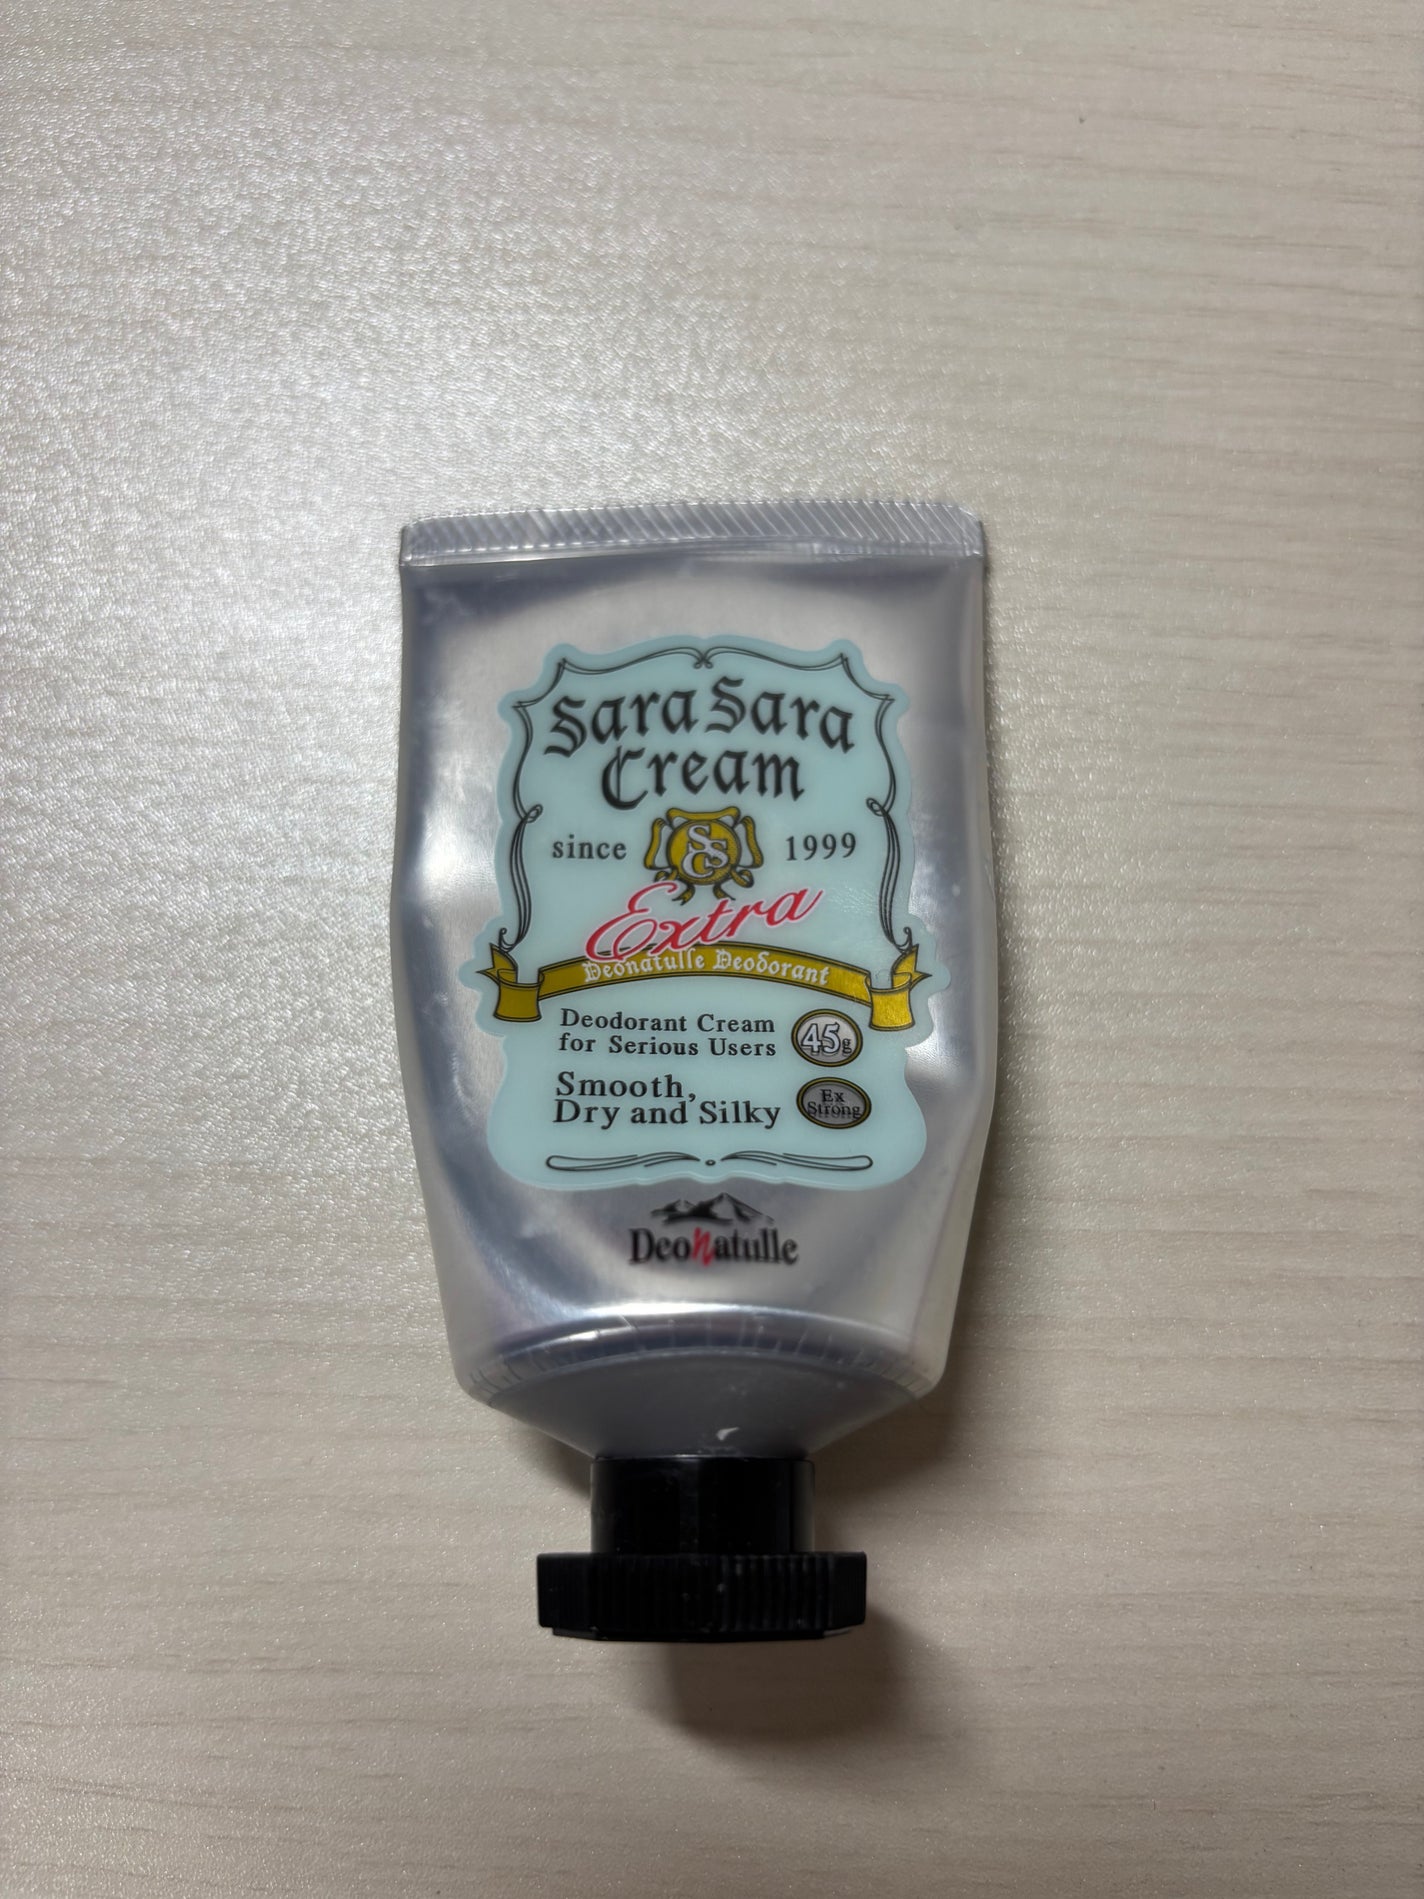 Sara Sara
Cream
since SSC 1999
Extra
Deonatulle Deodorant
Deodorant Cream
for Serious Users
45g
Smooth,
Dry and Silky
Ex
Strong
DeoNatulle